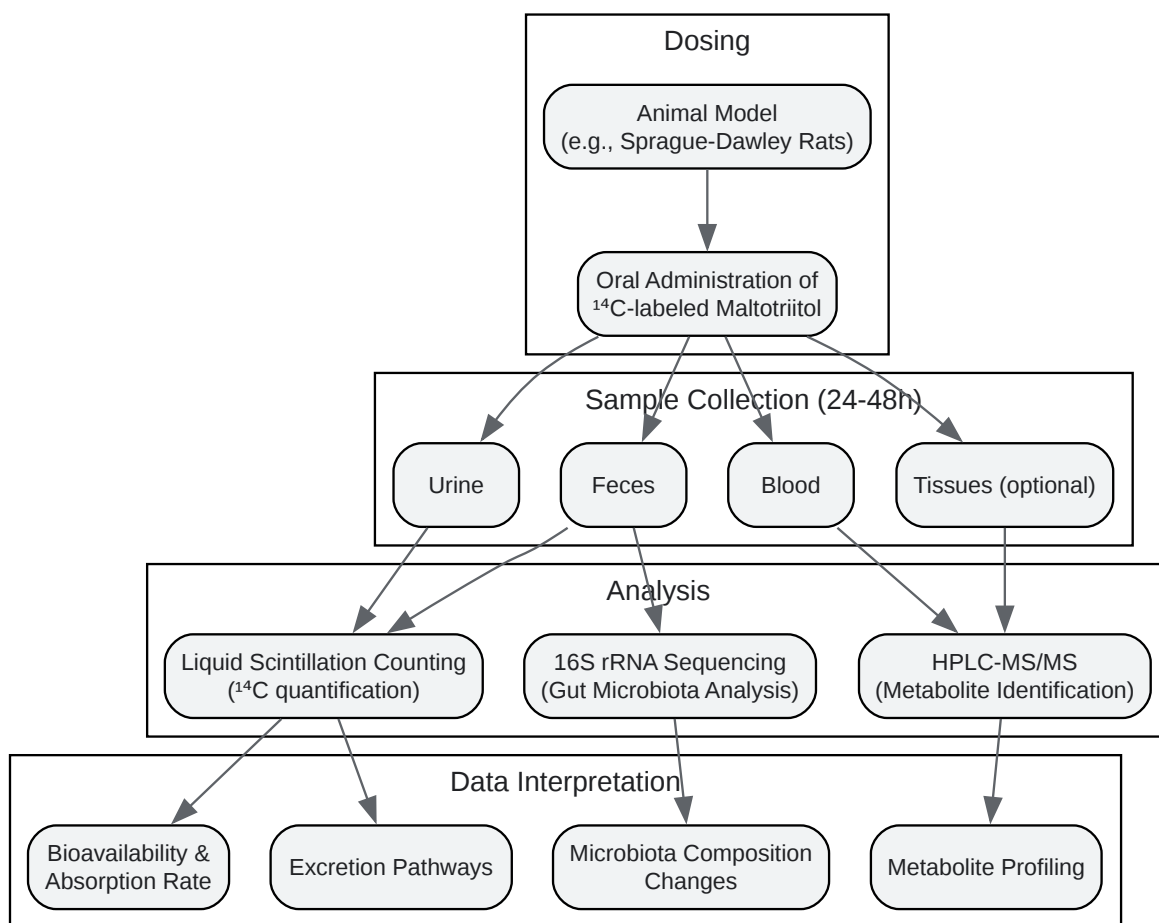 Dosing
Animal Model
(e.g., Sprague-Dawley Rats)
Oral Administration of
¹⁴C-labeled Maltotriitol
Sample Collection (24-48h)
Urine
Feces
Blood
Tissues (optional)
Analysis
Liquid Scintillation Counting
(¹⁴C quantification)
16S rRNA Sequencing
(Gut Microbiota Analysis)
HPLC-MS/MS
(Metabolite Identification)
Data Interpretation
Bioavailability &
Absorption Rate
Excretion Pathways
Microbiota Composition
Changes
Metabolite Profiling